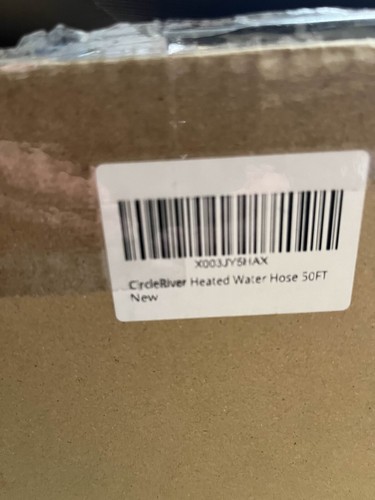 X003JY5HAX
CircleRiver Heated Water Hose 50FT
New